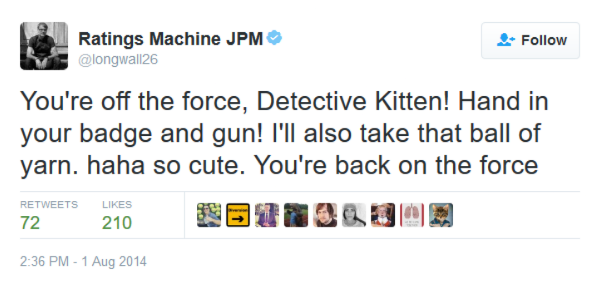 Ratings Machine JPM
@longwall26
Follow
You're off the force, Detective Kitten! Hand in
your badge and gun! I'll also take that ball of
yarn. haha so cute. You're back on the force
RETWEETS LIKES
72 210
2:36 PM - 1 Aug 2014